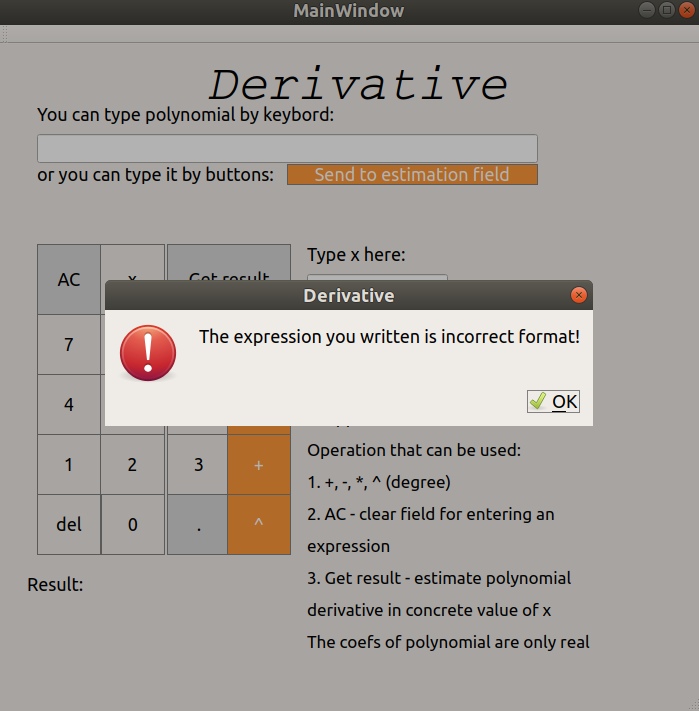 MainWindow
Derivative
You can type polynomial by keybord:
or you can type it by buttons: Send to estimation field
AC Get result
Type x here:
Derivative
The expression you written is incorrect format!
OK
7
4
1 2 3 +
del 0 . ^
Operation that can be used:
1. +, -, *, ^ (degree)
2. AC - clear field for entering an
expression
3. Get result - estimate polynomial
derivative in concrete value of x
The coefs of polynomial are only real
Result: